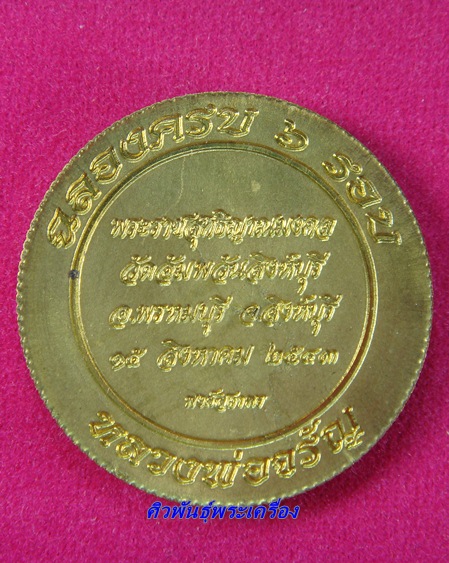 ฉลองครบ ๖ รอบ
พระราชสุทธิญาณมงคล
วัดอัมพวันสิงห์บุรี
อ.พรหมบุรี จ.สิงห์บุรี
๑๕ สิงหาคม ๒๕๔๓
หลวงพ่อจรัญ
ศิวพันธุ์พระเครื่อง